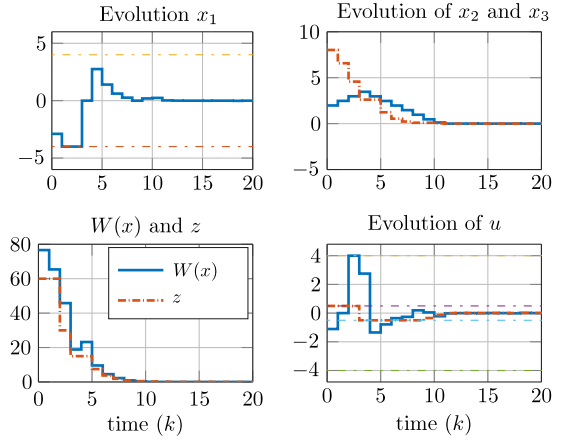 Evolution x₁
5
0
−5
0 5 10 15 20
Evolution of x₂ and x₃
10
5
0
−5
0 5 10 15 20
W(x) and z
80
60
40
20
0
0 5 10 15 20
time (k)
W(x)
z
Evolution of u
4
2
0
−2
−4
0 5 10 15 20
time (k)